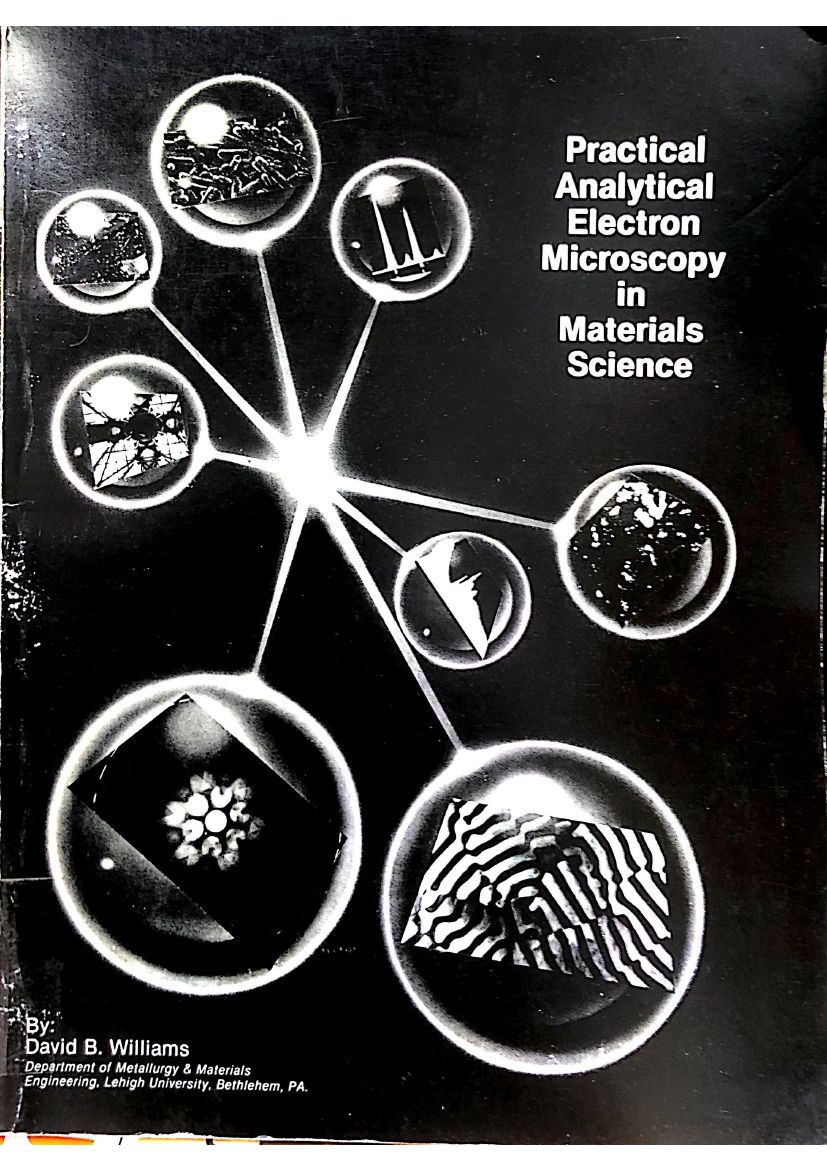 Practical
Analytical
Electron
Microscopy
in
Materials
Science
By:
David B. Williams
Department of Metallurgy & Materials
Engineering, Lehigh University, Bethlehem, PA.